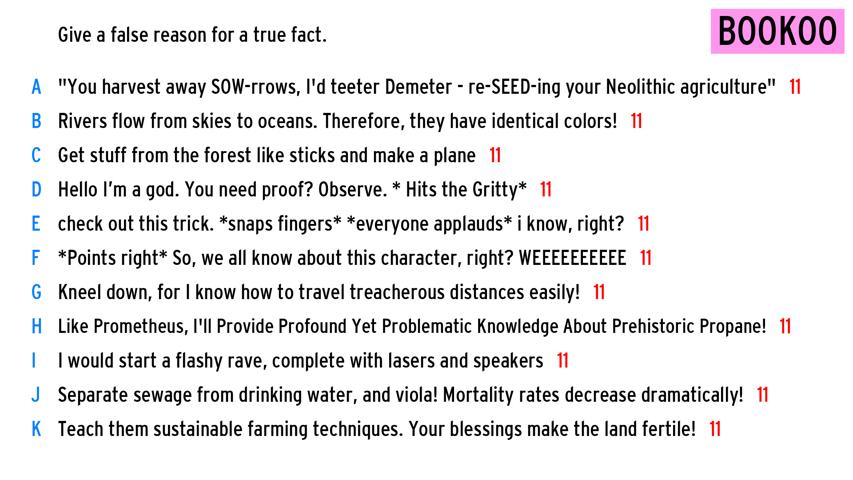 Give a false reason for a true fact.
BOOKOO
A "You harvest away SOW-rrows, I'd teeter Demeter - re-SEED-ing your Neolithic agriculture" 11
B Rivers flow from skies to oceans. Therefore, they have identical colors! 11
C Get stuff from the forest like sticks and make a plane 11
D Hello I'm a god. You need proof? Observe. * Hits the Gritty* 11
E check out this trick. *snaps fingers* *everyone applauds* i know, right? 11
F *Points right* So, we all know about this character, right? WEEEEEEEEEE 11
G Kneel down, for I know how to travel treacherous distances easily! 11
H Like Prometheus, I'll Provide Profound Yet Problematic Knowledge About Prehistoric Propane! 11
I I would start a flashy rave, complete with lasers and speakers 11
J Separate sewage from drinking water, and viola! Mortality rates decrease dramatically! 11
K Teach them sustainable farming techniques. Your blessings make the land fertile! 11